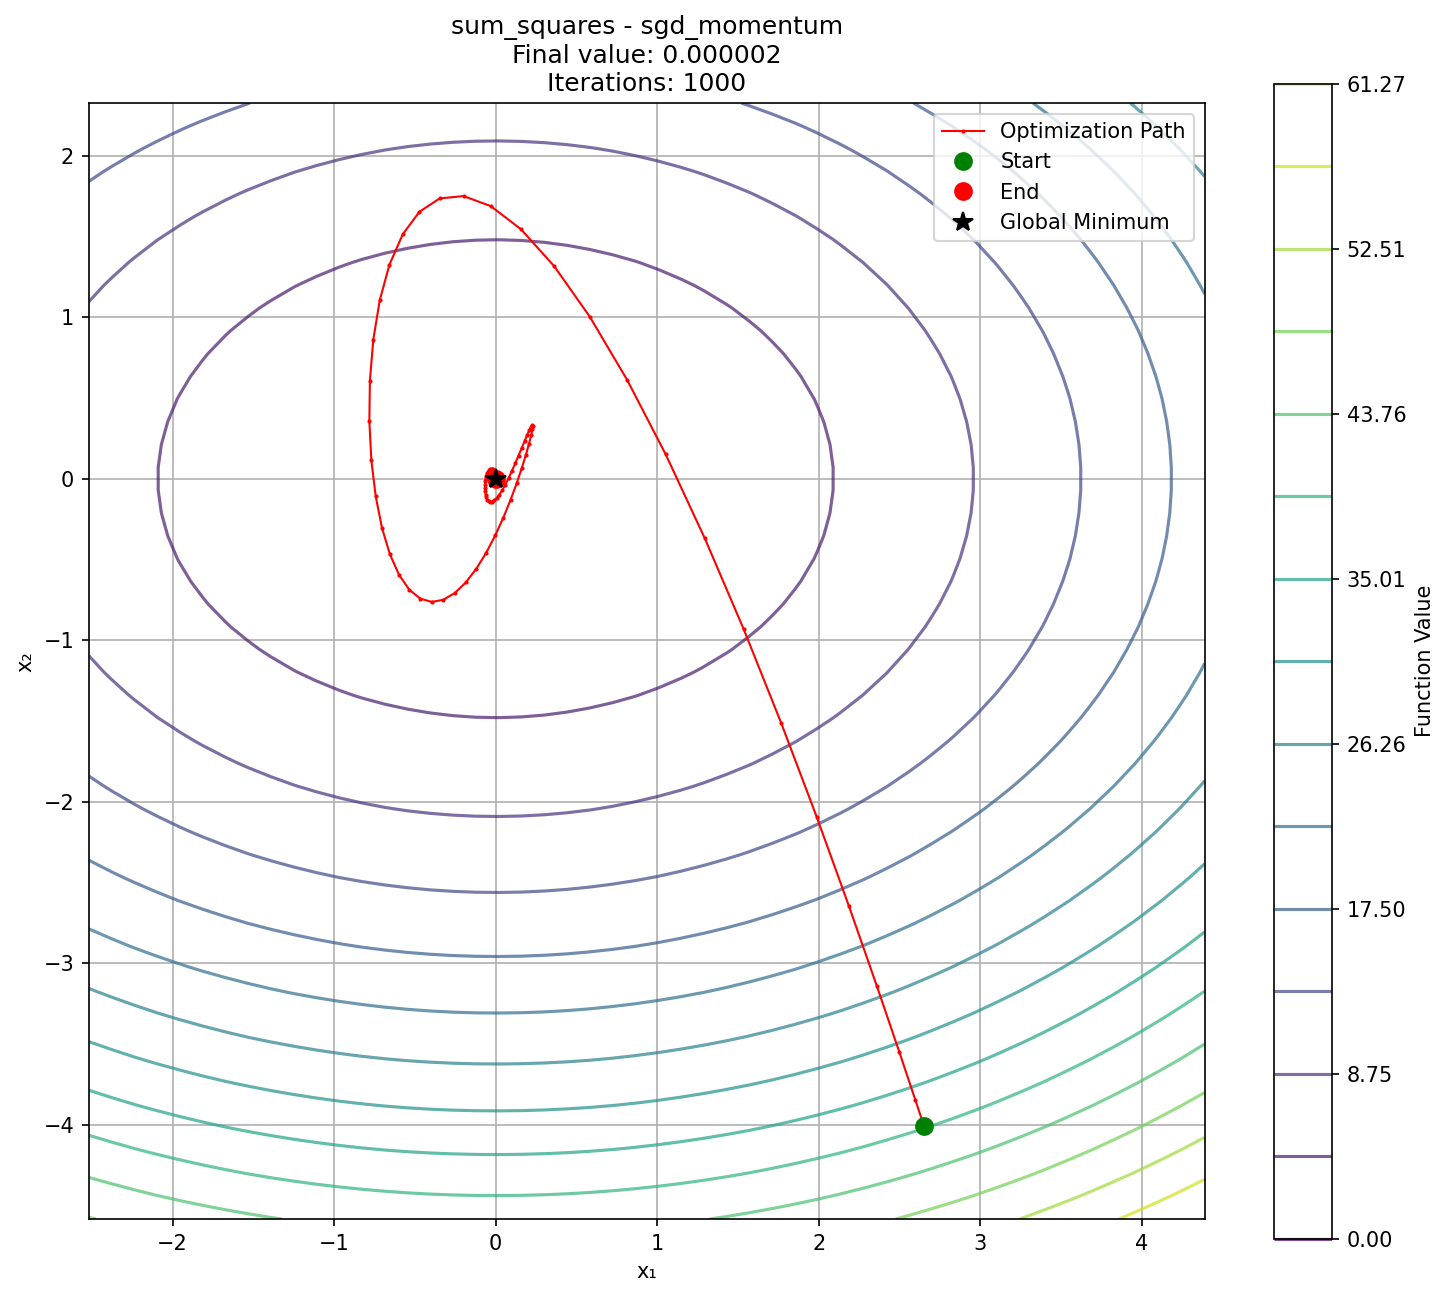 sum_squares - sgd_momentum
Final value: 0.000002
Iterations: 1000
Optimization Path
Start
End
Global Minimum
2
1
0
−1
−2
−3
−4
x₂
−2
−1
0
1
2
3
4
x₁
61.27
52.51
43.76
35.01
26.26
17.50
8.75
0.00
Function Value